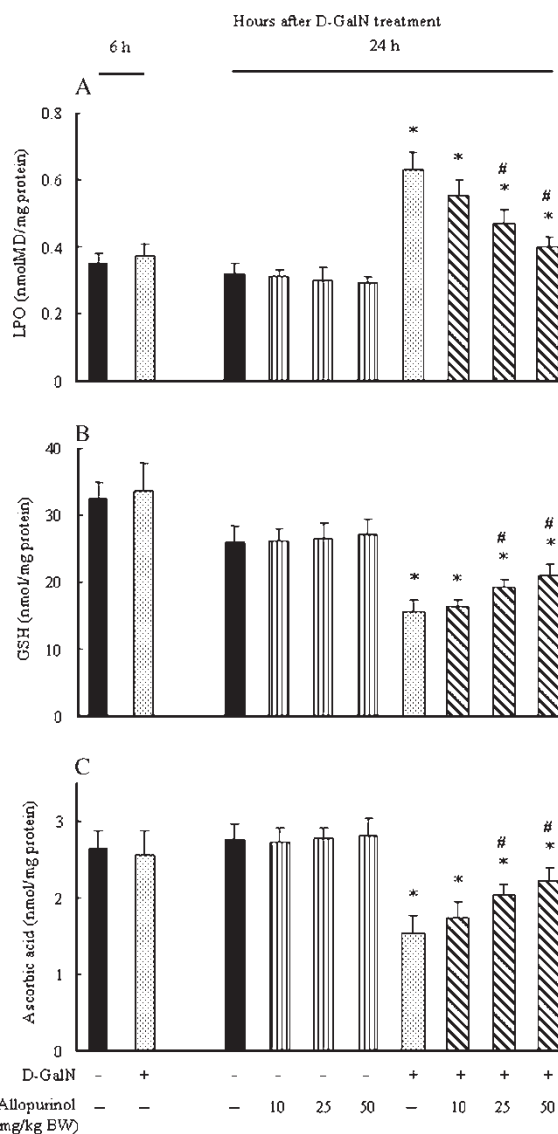 Hours after D-GalN treatment
6 h 24 h
A
0.8
* *
# #
0.6
* *
0.4
0.2
0
LPO (nmolMD/mg protein)
B
40
30
# #
* * * *
20
10
0
GSH (nmol/mg protein)
C
3
# #
* * * *
2
1
0
Ascorbic acid (nmol/mg protein)
D-GalN - + - - - - + + + +
Allopurinol – – – 10 25 50 – 10 25 50
mg/kg BW)